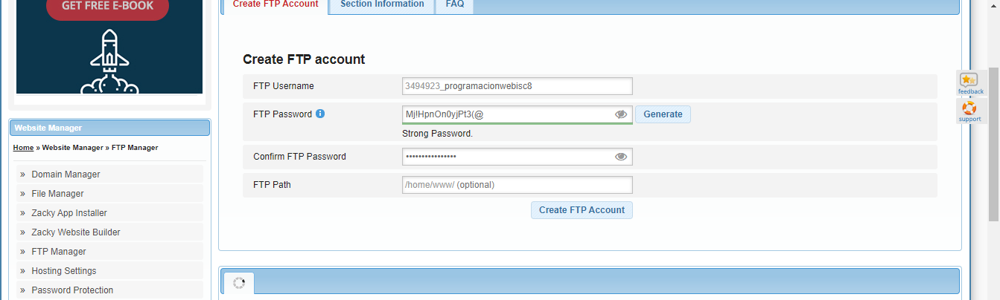 GET FREE E-BOOK
Website Manager
Home » Website Manager » FTP Manager
» Domain Manager
» File Manager
» Zacky App Installer
» Zacky Website Builder
» FTP Manager
» Hosting Settings
» Password Protection
Create FTP Account Section Information FAQ
Create FTP account
FTP Username 3494923_programacionwebisc8
FTP Password Mj!HpnOn0yjPt3(@ Generate
Strong Password.
Confirm FTP Password ••••••••••••••••
FTP Path /home/www/ (optional)
Create FTP Account
feedback
support